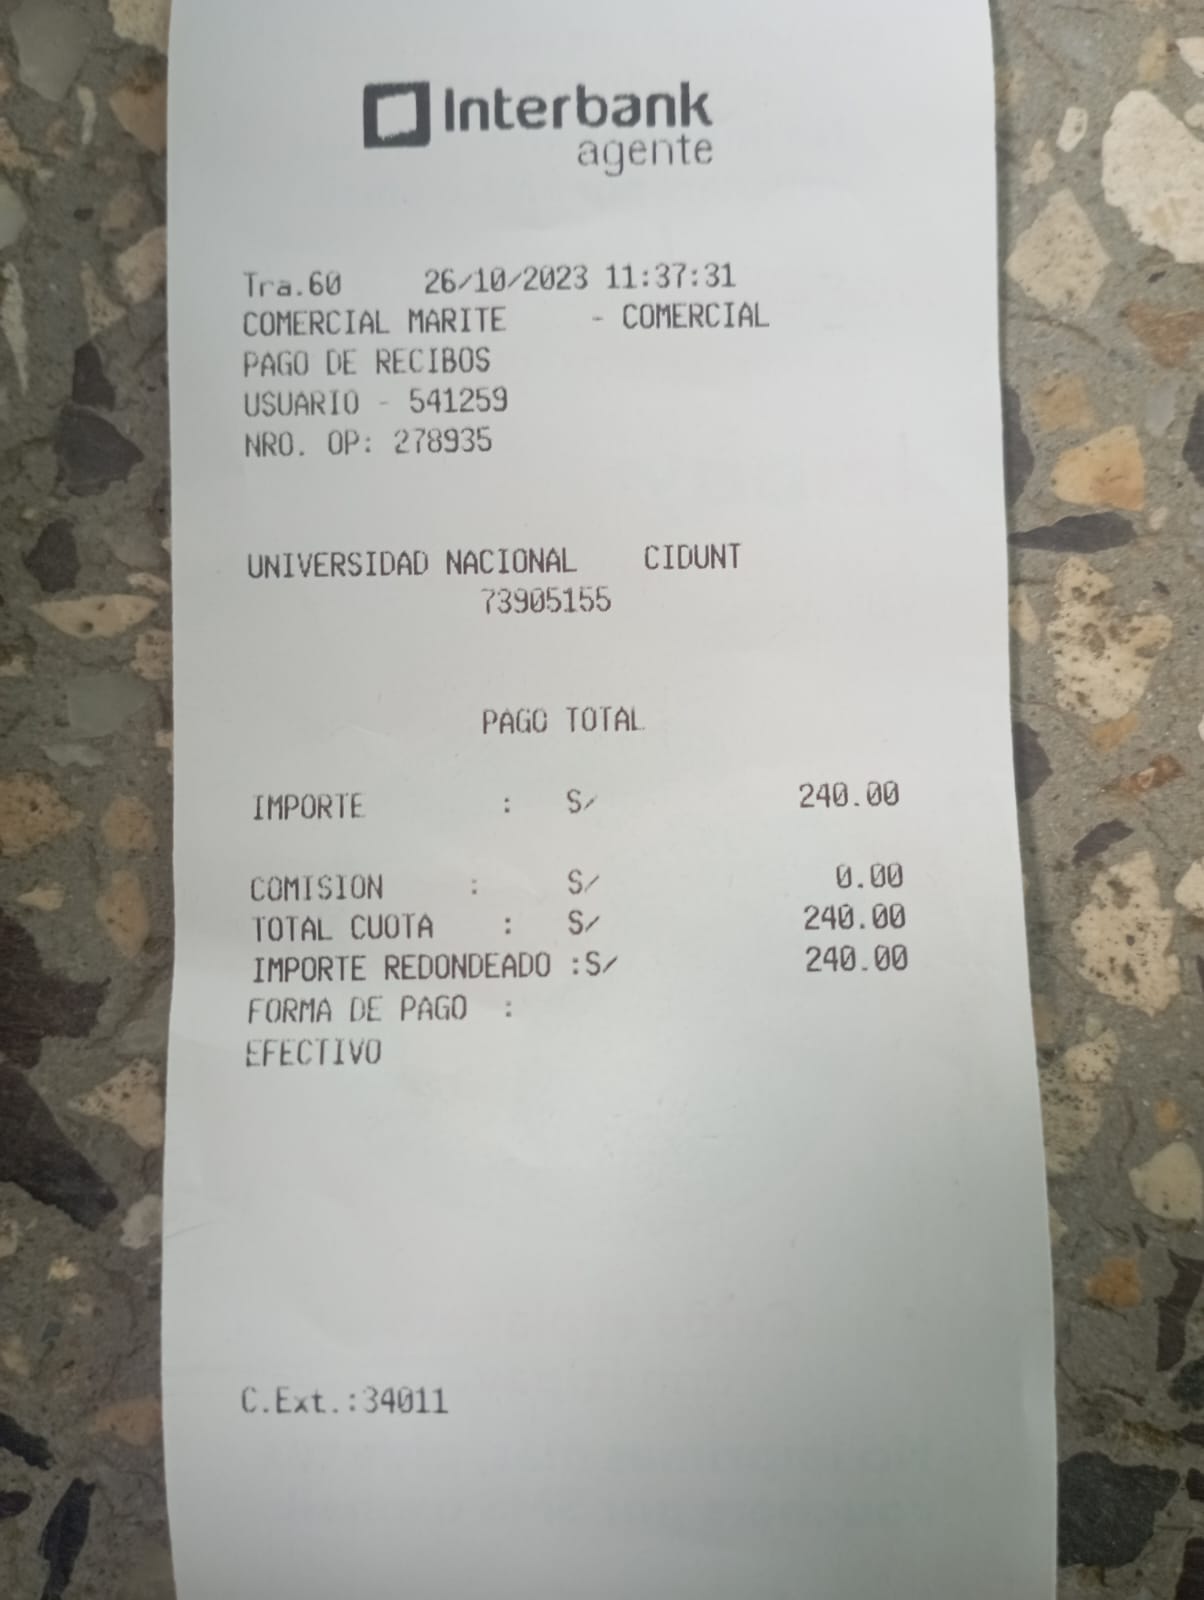 Interbank
agente
Tra.60 26/10/2023 11:37:31
COMERCIAL MARITE - COMERCIAL
PAGO DE RECIBOS
USUARIO - 541259
NRO. OP: 278935
UNIVERSIDAD NACIONAL CIDUNT
73905155
PAGO TOTAL
IMPORTE : S/ 240.00
COMISION : S/ 0.00
TOTAL CUOTA : S/ 240.00
IMPORTE REDONDEADO :S/ 240.00
FORMA DE PAGO :
EFECTIVO
C.Ext.:34011